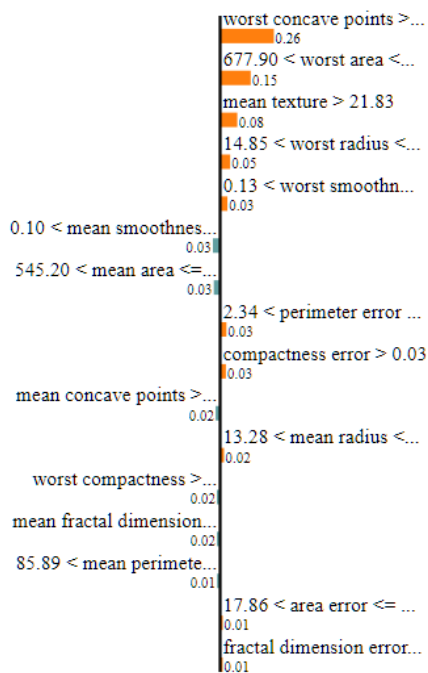 worst concave points >...
0.26
677.90 < worst area <...
0.15
mean texture > 21.83
0.08
14.85 < worst radius <...
0.05
0.13 < worst smoothn...
0.03
0.10 < mean smoothnes...
0.03
545.20 < mean area <=...
0.03
2.34 < perimeter error ...
0.03
compactness error > 0.03
0.03
mean concave points >...
0.02
13.28 < mean radius <...
0.02
worst compactness >...
0.02
mean fractal dimension...
0.02
85.89 < mean perimete...
0.01
17.86 < area error <= ...
0.01
fractal dimension error...
0.01